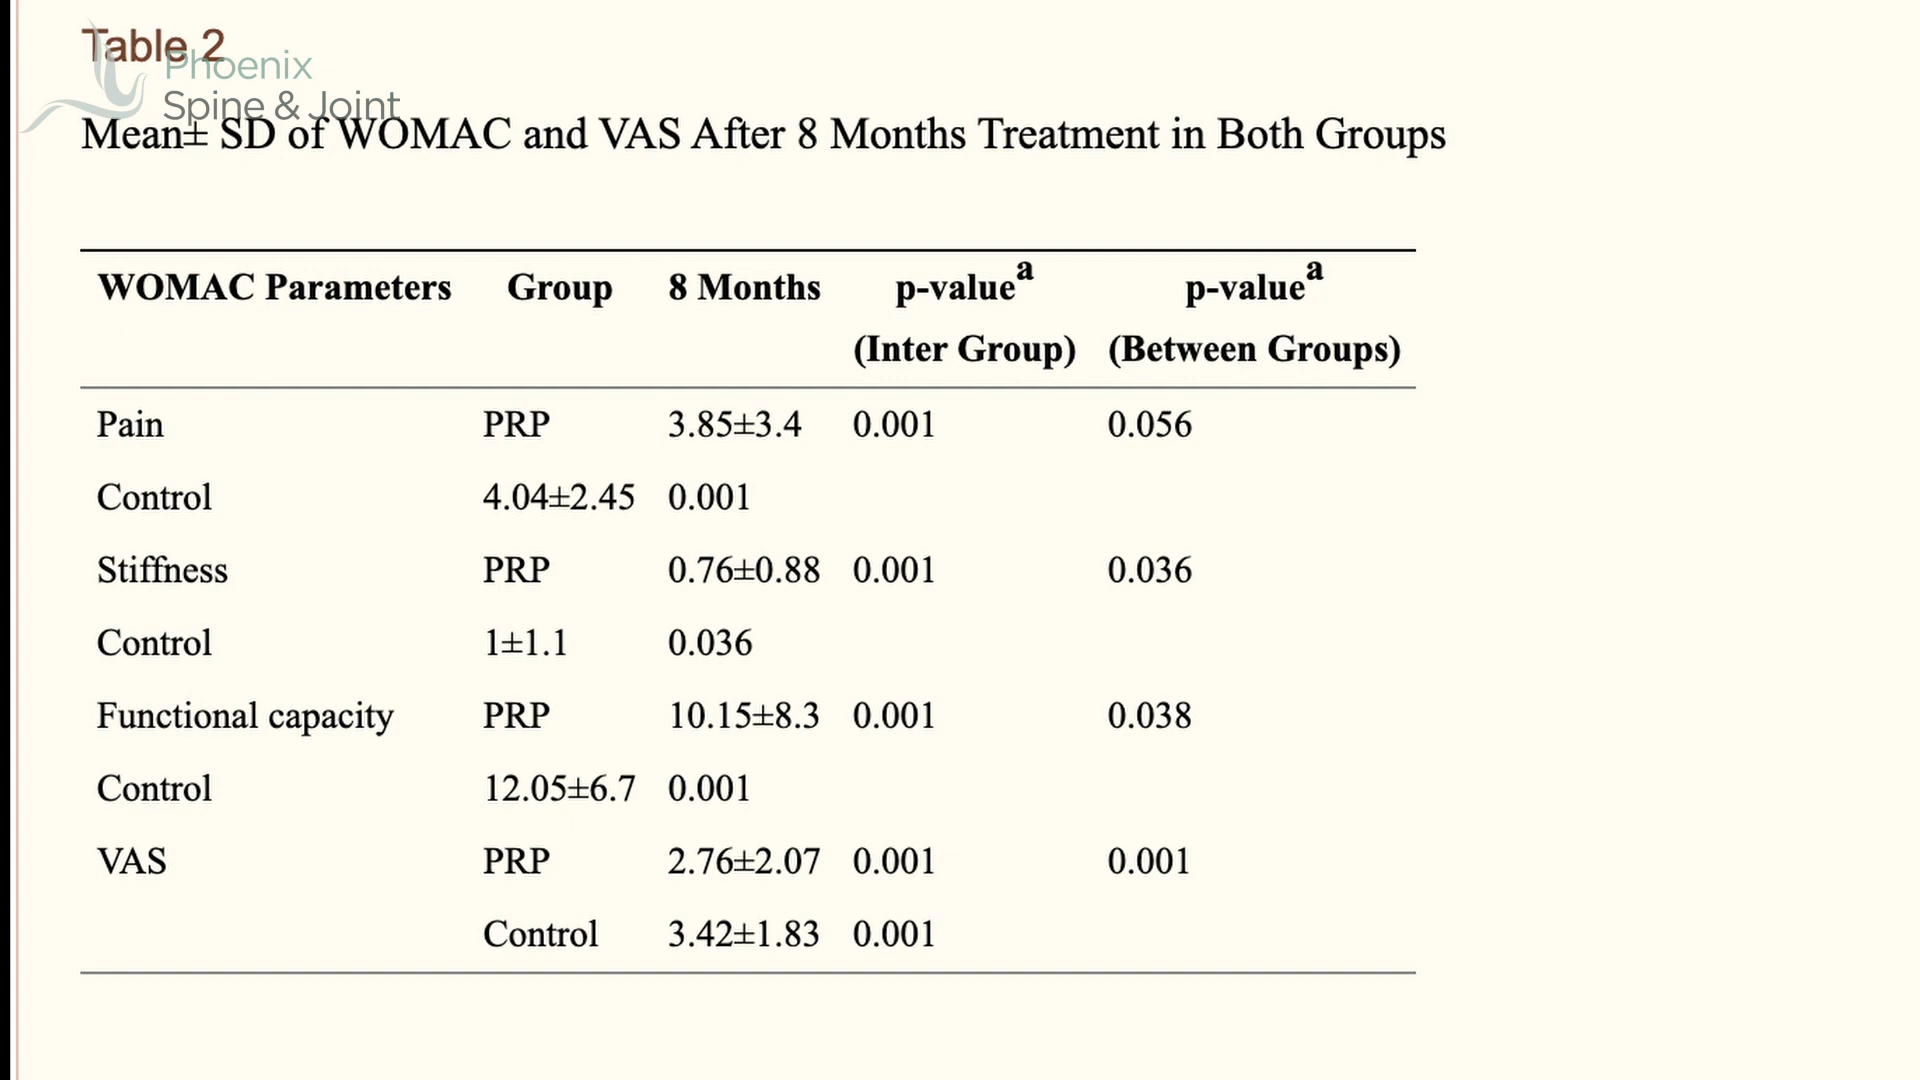 Table 2
Phoenix
Spine & Joint
Mean± SD of WOMAC and VAS After 8 Months Treatment in Both Groups
WOMAC Parameters Group 8 Months p-valueᵃ p-valueᵃ
(Inter Group) (Between Groups)
Pain PRP 3.85±3.4 0.001 0.056
Control 4.04±2.45 0.001
Stiffness PRP 0.76±0.88 0.001 0.036
Control 1±1.1 0.036
Functional capacity PRP 10.15±8.3 0.001 0.038
Control 12.05±6.7 0.001
VAS PRP 2.76±2.07 0.001 0.001
Control 3.42±1.83 0.001